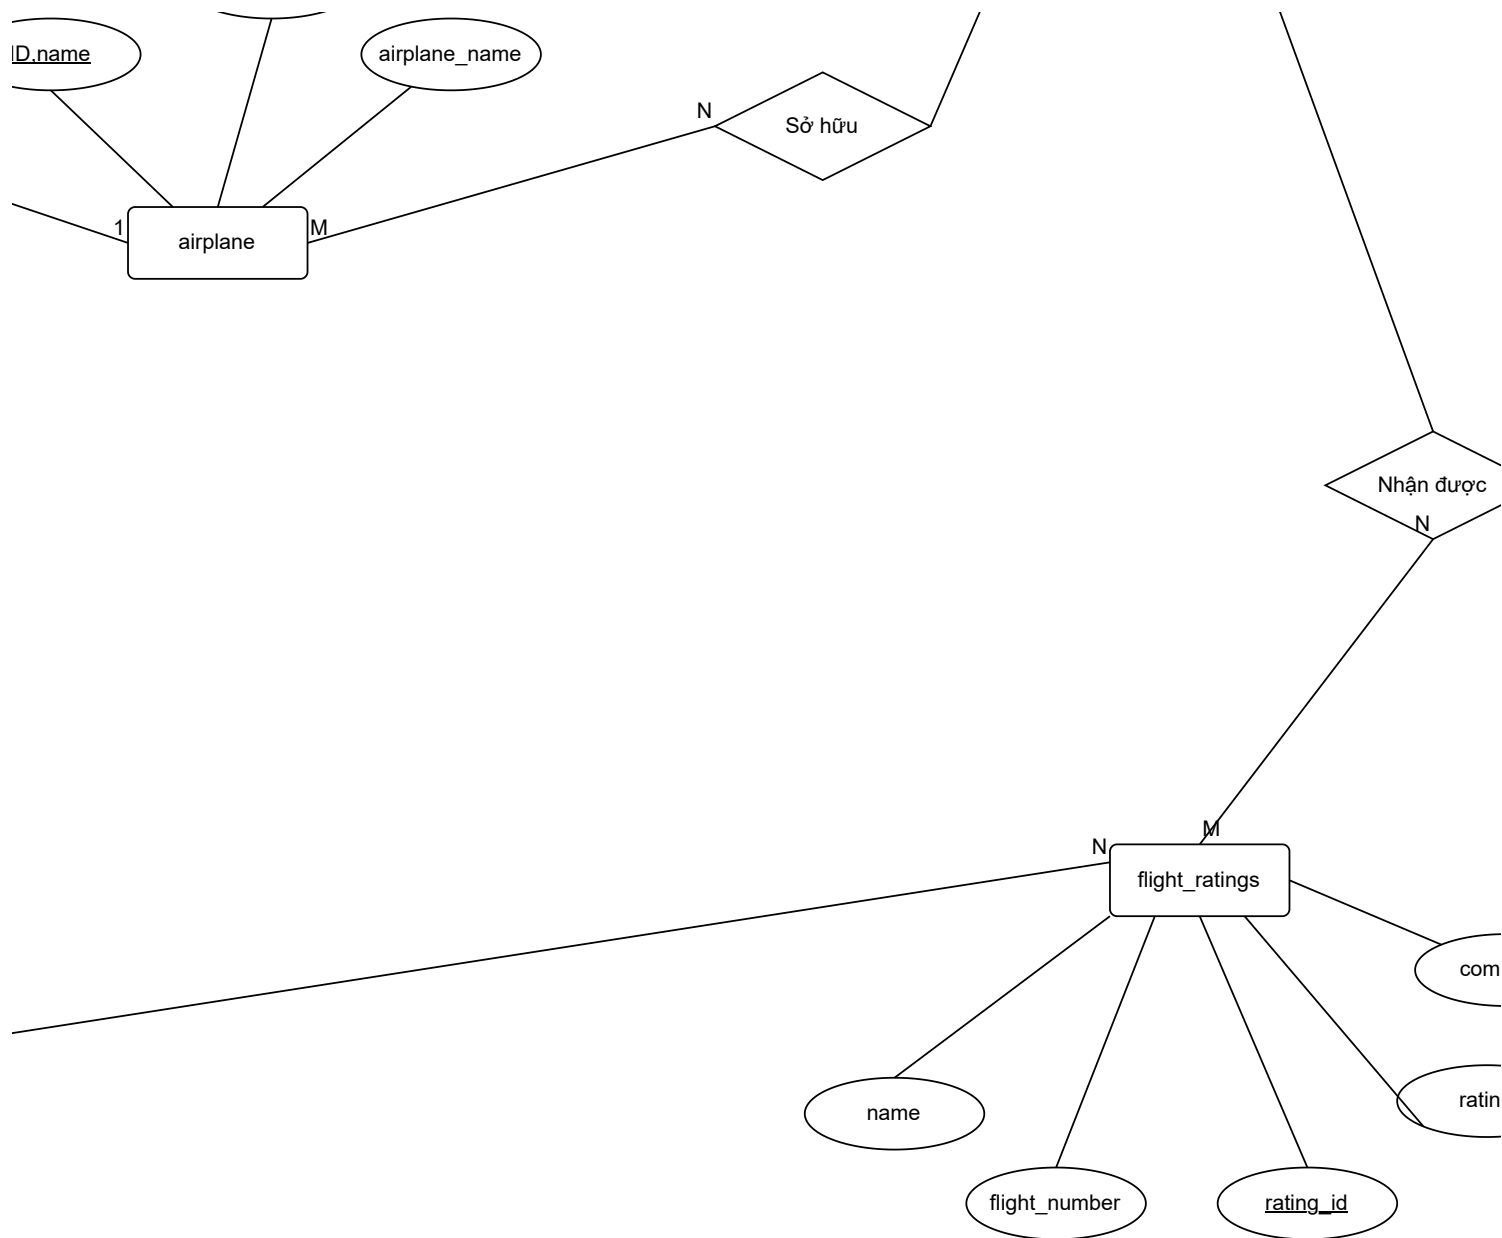 ID,name
airplane_name
N
Sở hữu
1
M
airplane
Nhận được
N
M
N
flight_ratings
com
ratin
name
flight_number
rating_id